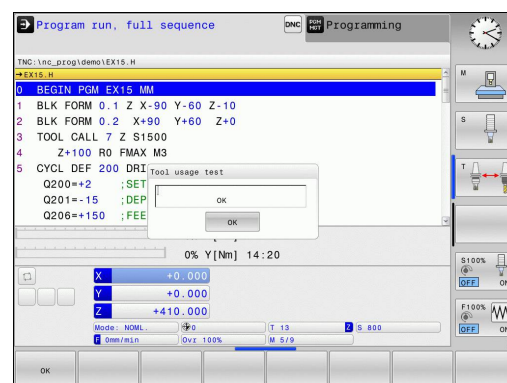 Program run, full sequence
DNC
PGM MGT
Programming
TNC:\nc_prog\demo\EX15.H
→EX15.H
0 BEGIN PGM EX15 MM
1 BLK FORM 0.1 Z X-90 Y-60 Z-10
2 BLK FORM 0.2 X+90 Y+60 Z+0
3 TOOL CALL 7 Z S1500
4 Z+100 R0 FMAX M3
5 CYCL DEF 200 DRI
Q200=+2 ;SET
Q201=-15 ;DEP
Q206=+150 ;FEE
Tool usage test
OK
OK
0% Y[Nm] 14:20
X +0.000
Y +0.000
Z +410.000
Mode: NOML. 0 T 13 Z S 800
F 0mm/min Ovr 100% M 5/9
M
S
T
S100%
OFF ON
F100%
OFF ON
OK